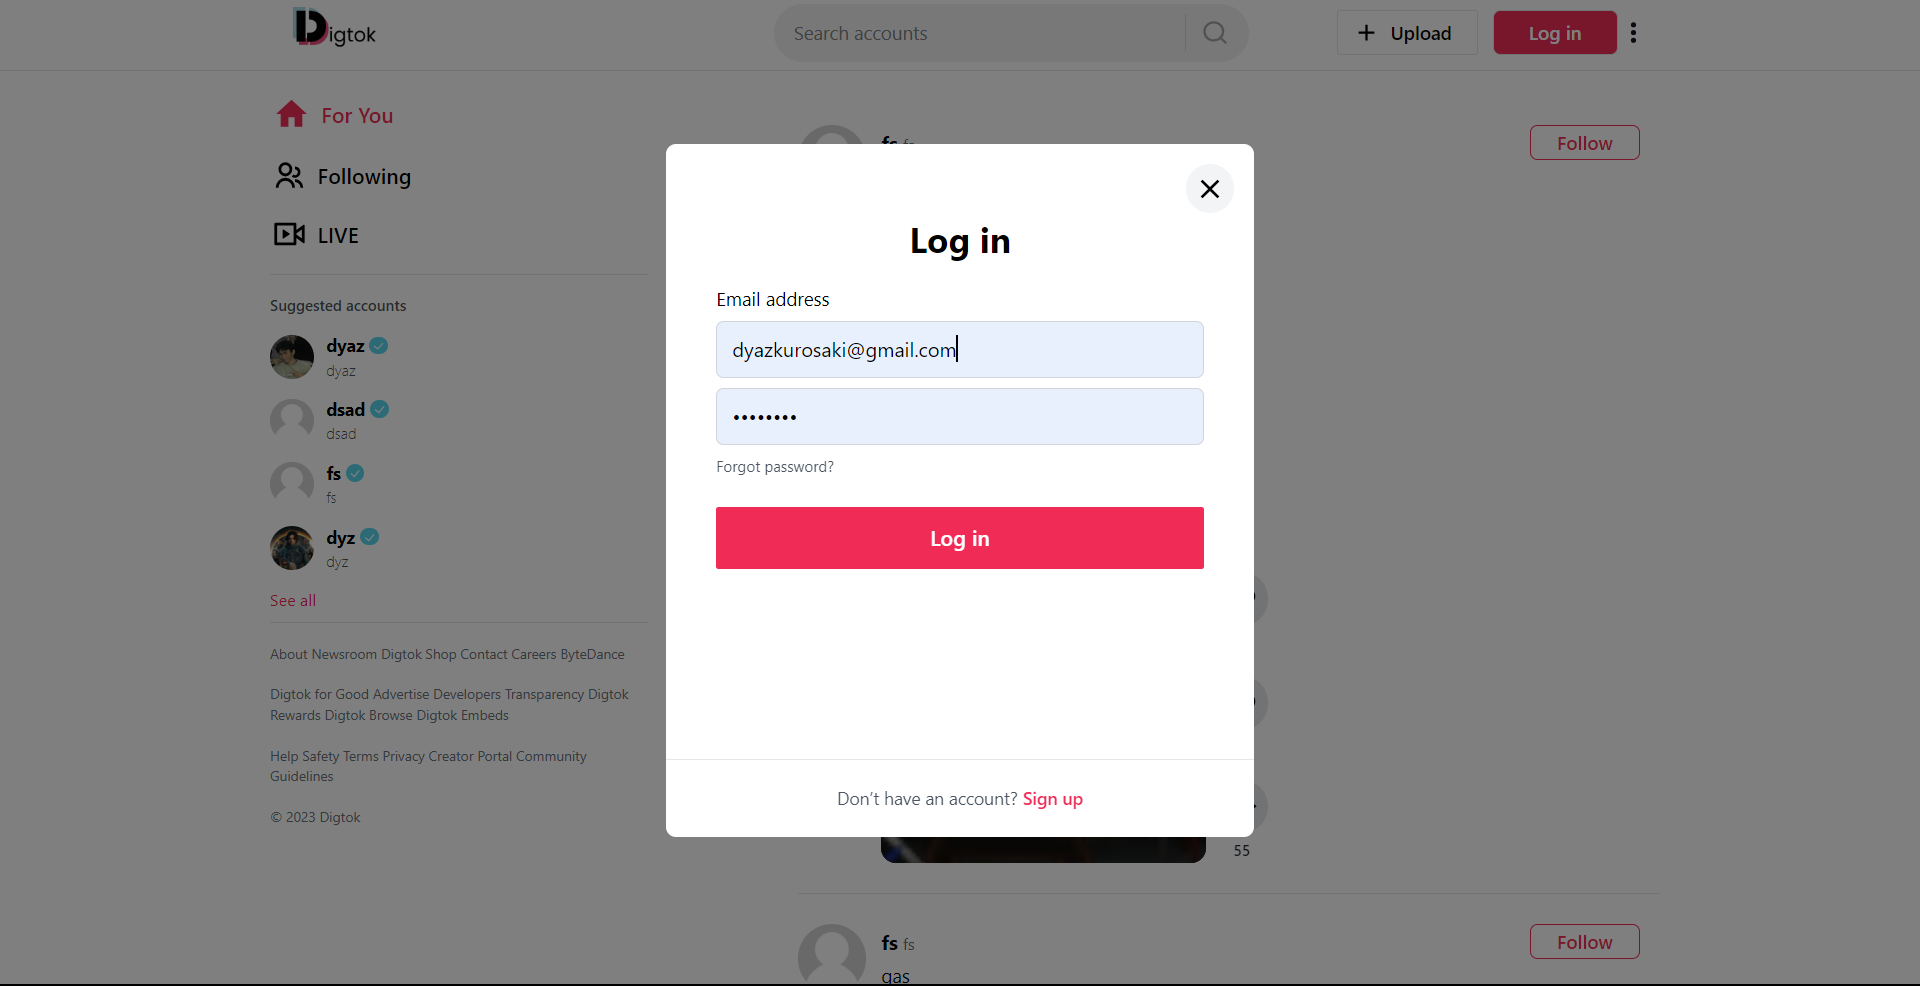 Digtok
Search accounts
Upload
Log in
For You
Following
LIVE
Suggested accounts
dyaz
dyaz
dsad
dsad
fs
fs
dyz
dyz
See all
About Newsroom Digtok Shop Contact Careers ByteDance
Digtok for Good Advertise Developers Transparency Digtok
Rewards Digtok Browse Digtok Embeds
Help Safety Terms Privacy Creator Portal Community
Guidelines
© 2023 Digtok
fs fs
Follow
Log in
Email address
dyazkurosaki@gmail.com
••••••••
Forgot password?
Log in
Don't have an account? Sign up
55
fs fs
Follow
gas